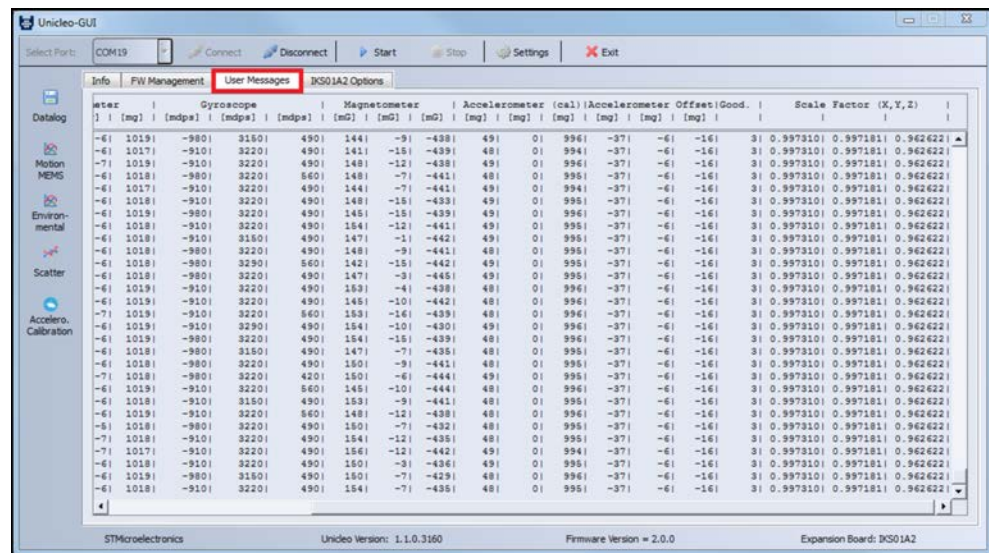 Unicleo-GUI
Select Port: COM19 Connect Disconnect Start Stop Settings Exit
Info FW Management User Messages IKS01A2 Options
Datalog
Motion MEMS
Environ-mental
Scatter
Accelero. Calibration
eter | Gyroscope | Magnetometer | Accelerometer (cal)|Accelerometer Offset|Good. | Scale Factor (X,Y,Z) |
] | [mg] | [mdps] | [mdps] | [mdps] | [mG] | [mG] | [mG] | [mg] | [mg] | [mg] | [mg] | [mg] | [mg] | | | | |
-6| 1019| -980| 3150| 490| 144| -9| -438| 49| 0| 996| -37| -6| -16| 3| 0.997310| 0.997181| 0.962622|
-6| 1017| -910| 3220| 490| 141| -15| -439| 48| 0| 994| -37| -6| -16| 3| 0.997310| 0.997181| 0.962622|
-7| 1019| -910| 3220| 490| 148| -12| -438| 48| 0| 996| -37| -6| -16| 3| 0.997310| 0.997181| 0.962622|
-6| 1018| -980| 3220| 560| 148| -7| -441| 48| 0| 995| -37| -6| -16| 3| 0.997310| 0.997181| 0.962622|
-6| 1017| -910| 3220| 490| 144| -7| -441| 49| 0| 994| -37| -6| -16| 3| 0.997310| 0.997181| 0.962622|
-6| 1018| -910| 3220| 490| 148| -15| -433| 49| 0| 995| -37| -6| -16| 3| 0.997310| 0.997181| 0.962622|
-6| 1019| -980| 3220| 490| 145| -15| -439| 49| 0| 996| -37| -6| -16| 3| 0.997310| 0.997181| 0.962622|
-6| 1018| -910| 3220| 490| 154| -12| -441| 49| 0| 995| -37| -6| -16| 3| 0.997310| 0.997181| 0.962622|
-6| 1018| -910| 3150| 490| 147| -1| -442| 49| 0| 995| -37| -6| -16| 3| 0.997310| 0.997181| 0.962622|
-6| 1018| -980| 3220| 490| 148| -9| -441| 48| 0| 995| -37| -6| -16| 3| 0.997310| 0.997181| 0.962622|
-6| 1018| -980| 3290| 560| 142| -15| -442| 49| 0| 995| -37| -6| -16| 3| 0.997310| 0.997181| 0.962622|
-6| 1018| -910| 3220| 490| 147| -3| -445| 49| 0| 995| -37| -6| -16| 3| 0.997310| 0.997181| 0.962622|
-6| 1019| -910| 3220| 490| 153| -4| -438| 48| 0| 996| -37| -6| -16| 3| 0.997310| 0.997181| 0.962622|
-6| 1019| -910| 3220| 490| 145| -10| -442| 48| 0| 996| -37| -6| -16| 3| 0.997310| 0.997181| 0.962622|
-7| 1019| -910| 3220| 560| 153| -16| -439| 48| 0| 996| -37| -6| -16| 3| 0.997310| 0.997181| 0.962622|
-6| 1019| -910| 3290| 490| 154| -10| -430| 49| 0| 996| -37| -6| -16| 3| 0.997310| 0.997181| 0.962622|
-6| 1019| -910| 3220| 490| 154| -15| -439| 48| 0| 996| -37| -6| -16| 3| 0.997310| 0.997181| 0.962622|
-6| 1018| -980| 3150| 490| 147| -7| -435| 48| 0| 995| -37| -6| -16| 3| 0.997310| 0.997181| 0.962622|
-6| 1018| -980| 3220| 490| 150| -9| -441| 48| 0| 995| -37| -6| -16| 3| 0.997310| 0.997181| 0.962622|
-7| 1018| -980| 3220| 420| 150| -6| -444| 49| 0| 995| -37| -6| -16| 3| 0.997310| 0.997181| 0.962622|
-6| 1019| -910| 3220| 560| 145| -10| -444| 48| 0| 996| -37| -6| -16| 3| 0.997310| 0.997181| 0.962622|
-6| 1018| -910| 3150| 490| 153| -9| -441| 48| 0| 995| -37| -6| -16| 3| 0.997310| 0.997181| 0.962622|
-6| 1019| -910| 3220| 560| 148| -12| -438| 48| 0| 996| -37| -6| -16| 3| 0.997310| 0.997181| 0.962622|
-5| 1018| -980| 3220| 490| 150| -7| -432| 48| 0| 995| -37| -6| -16| 3| 0.997310| 0.997181| 0.962622|
-7| 1018| -910| 3220| 490| 154| -12| -435| 48| 0| 995| -37| -6| -16| 3| 0.997310| 0.997181| 0.962622|
-7| 1017| -910| 3220| 490| 156| -12| -442| 49| 0| 994| -37| -6| -16| 3| 0.997310| 0.997181| 0.962622|
-6| 1018| -910| 3220| 490| 150| -3| -436| 49| 0| 995| -37| -6| -16| 3| 0.997310| 0.997181| 0.962622|
-6| 1019| -980| 3150| 490| 150| -7| -429| 48| 0| 996| -37| -6| -16| 3| 0.997310| 0.997181| 0.962622|
-6| 1018| -910| 3220| 490| 154| -7| -435| 48| 0| 995| -37| -6| -16| 3| 0.997310| 0.997181| 0.962622|
STMicroelectronics Unicleo Version: 1.1.0.3160 Firmware Version = 2.0.0 Expansion Board: IKS01A2